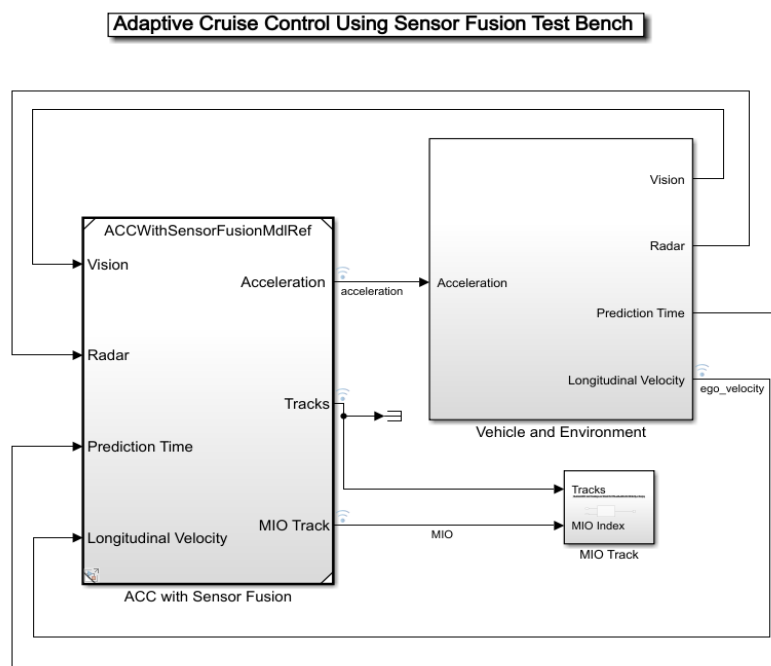 Adaptive Cruise Control Using Sensor Fusion Test Bench
ACCWithSensorFusionMdlRef
Vision
Radar
Prediction Time
Longitudinal Velocity
Acceleration
Tracks
MIO Track
ACC with Sensor Fusion
acceleration
MIO
Acceleration
Vision
Radar
Prediction Time
Longitudinal Velocity
Vehicle and Environment
ego_velocity
Tracks
MIO Index
MIO Track